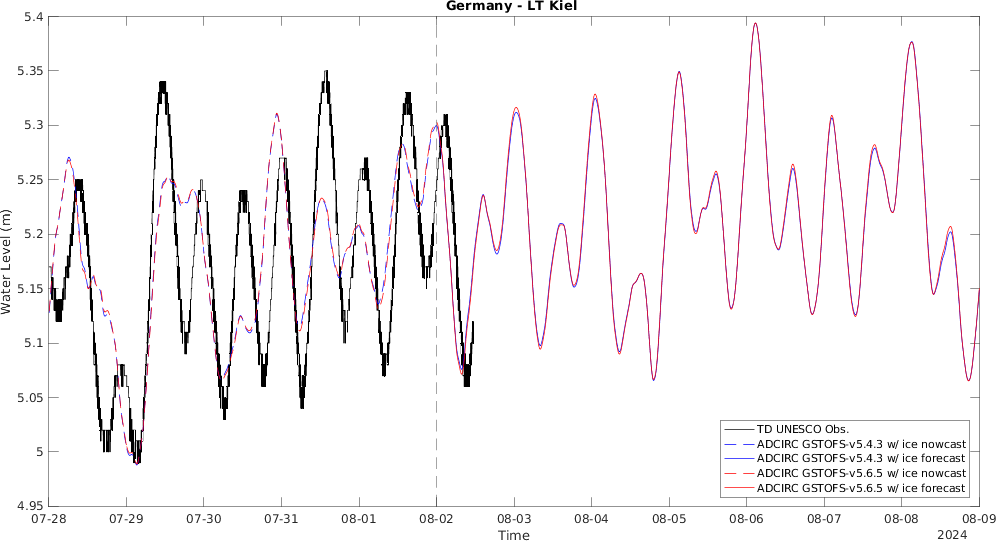 Germany - LT Kiel
5.4
5.35
5.3
5.25
5.2
5.15
5.1
5.05
5
4.95
Water Level (m)
TD UNESCO Obs.
ADCIRC GSTOFS-v5.4.3 w/ ice nowcast
ADCIRC GSTOFS-v5.4.3 w/ ice forecast
ADCIRC GSTOFS-v5.6.5 w/ ice nowcast
ADCIRC GSTOFS-v5.6.5 w/ ice forecast
07-28 07-29 07-30 07-31 08-01 08-02 08-03 08-04 08-05 08-06 08-07 08-08 08-09
Time
2024